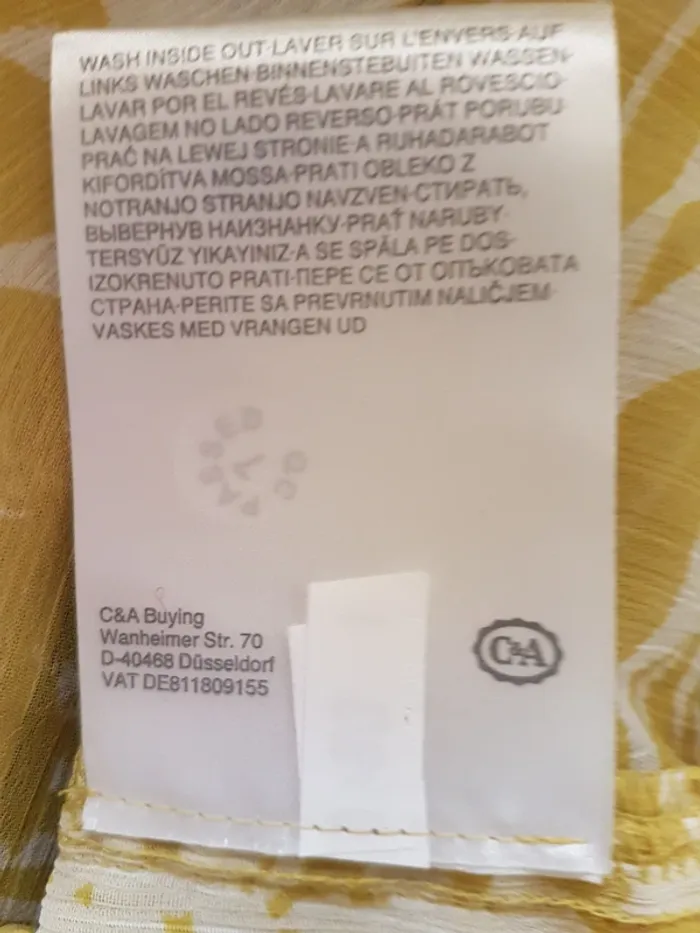 WASH INSIDE OUT·LAVER SUR L'ENVERS·AUF
LINKS WASCHEN·BINNENSTEBUITEN WASSEN·
LAVAR POR EL REVÉS·LAVARE AL ROVESCIO·
LAVAGEM NO LADO REVERSO·PRÁT PORUBU·
PRAĆ NA LEWEJ STRONIE·A RUHADARABOT
KIFORDÍTVA MOSSA·PRATI OBLEKO Z
NOTRANJO STRANJO NAVZVEN·СТИРАТЬ,
ВЫВЕРНУВ НАИЗНАНКУ·PRAŤ NARUBY·
TERSYÜZ YIKAYINIZ·A SE SPĂLA PE DOS·
IZOKRENUTO PRATI·ПЕРЕ СЕ ОТ ОПЪКОВАТА
СТРАНА·PERITE SA PREVRNUTIM NALIČJEM·
VASKES MED VRANGEN UD
C&A Buying
Wanheimer Str. 70
D-40468 Düsseldorf
VAT DE811809155
C&A